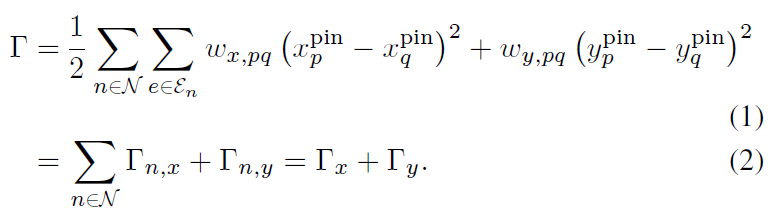 Γ = 1/2 ∑_{n∈𝒩} ∑_{e∈ℰ_n} w_{x,pq} (x_p^{pin} − x_q^{pin})^2 + w_{y,pq} (y_p^{pin} − y_q^{pin})^2
(1)
= ∑_{n∈𝒩} Γ_{n,x} + Γ_{n,y} = Γ_x + Γ_y. (2)